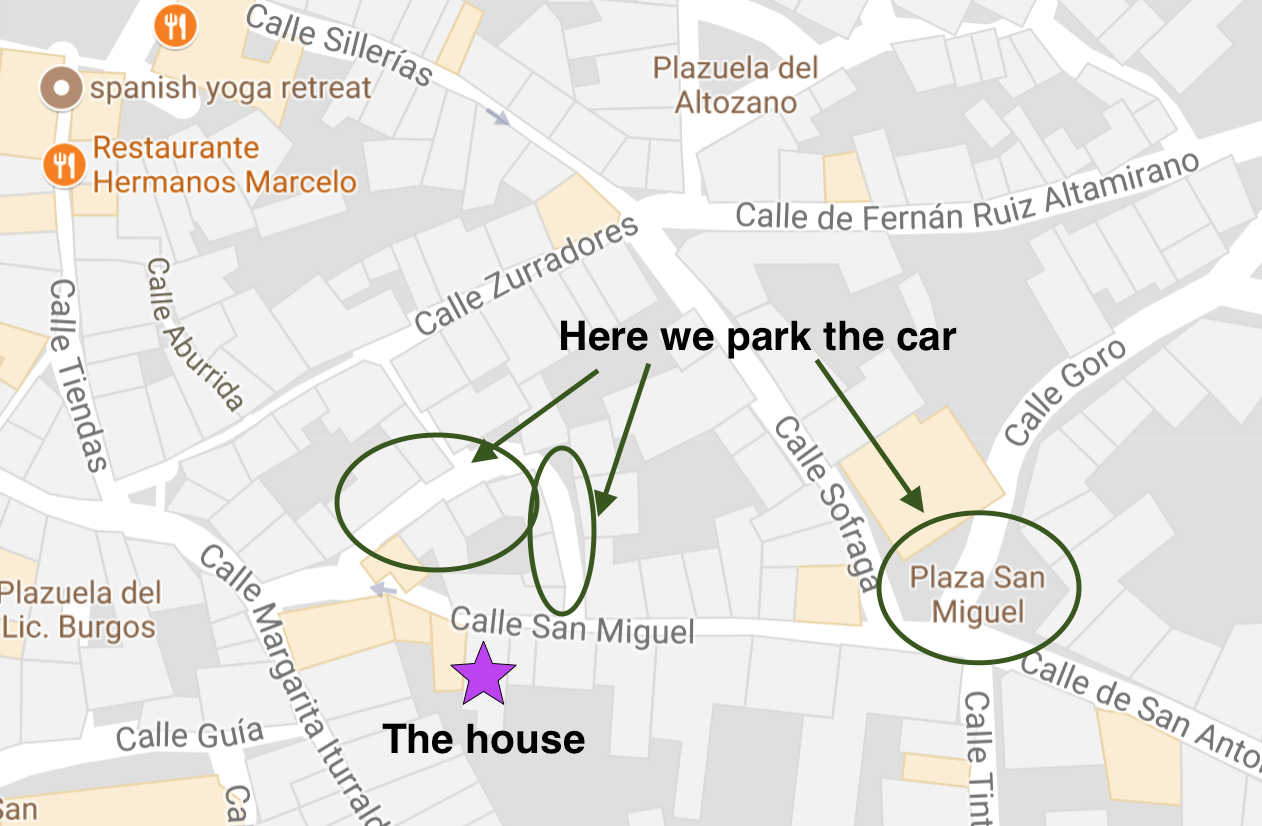 Calle Sillerías
spanish yoga retreat
Plazuela del
Altozano
Restaurante
Hermanos Marcelo
Calle de Fernán Ruiz Altamirano
Calle Zurradores
Calle Aburrida
Calle Tiendas
Here we park the car
Calle Goro
Calle Sofraga
Plaza San
Miguel
Plazuela del
Lic. Burgos
Calle Margarita Iturrald
Calle San Miguel
Calle de San Anto
The house
Calle Guía
Calle Tint
Ca
San